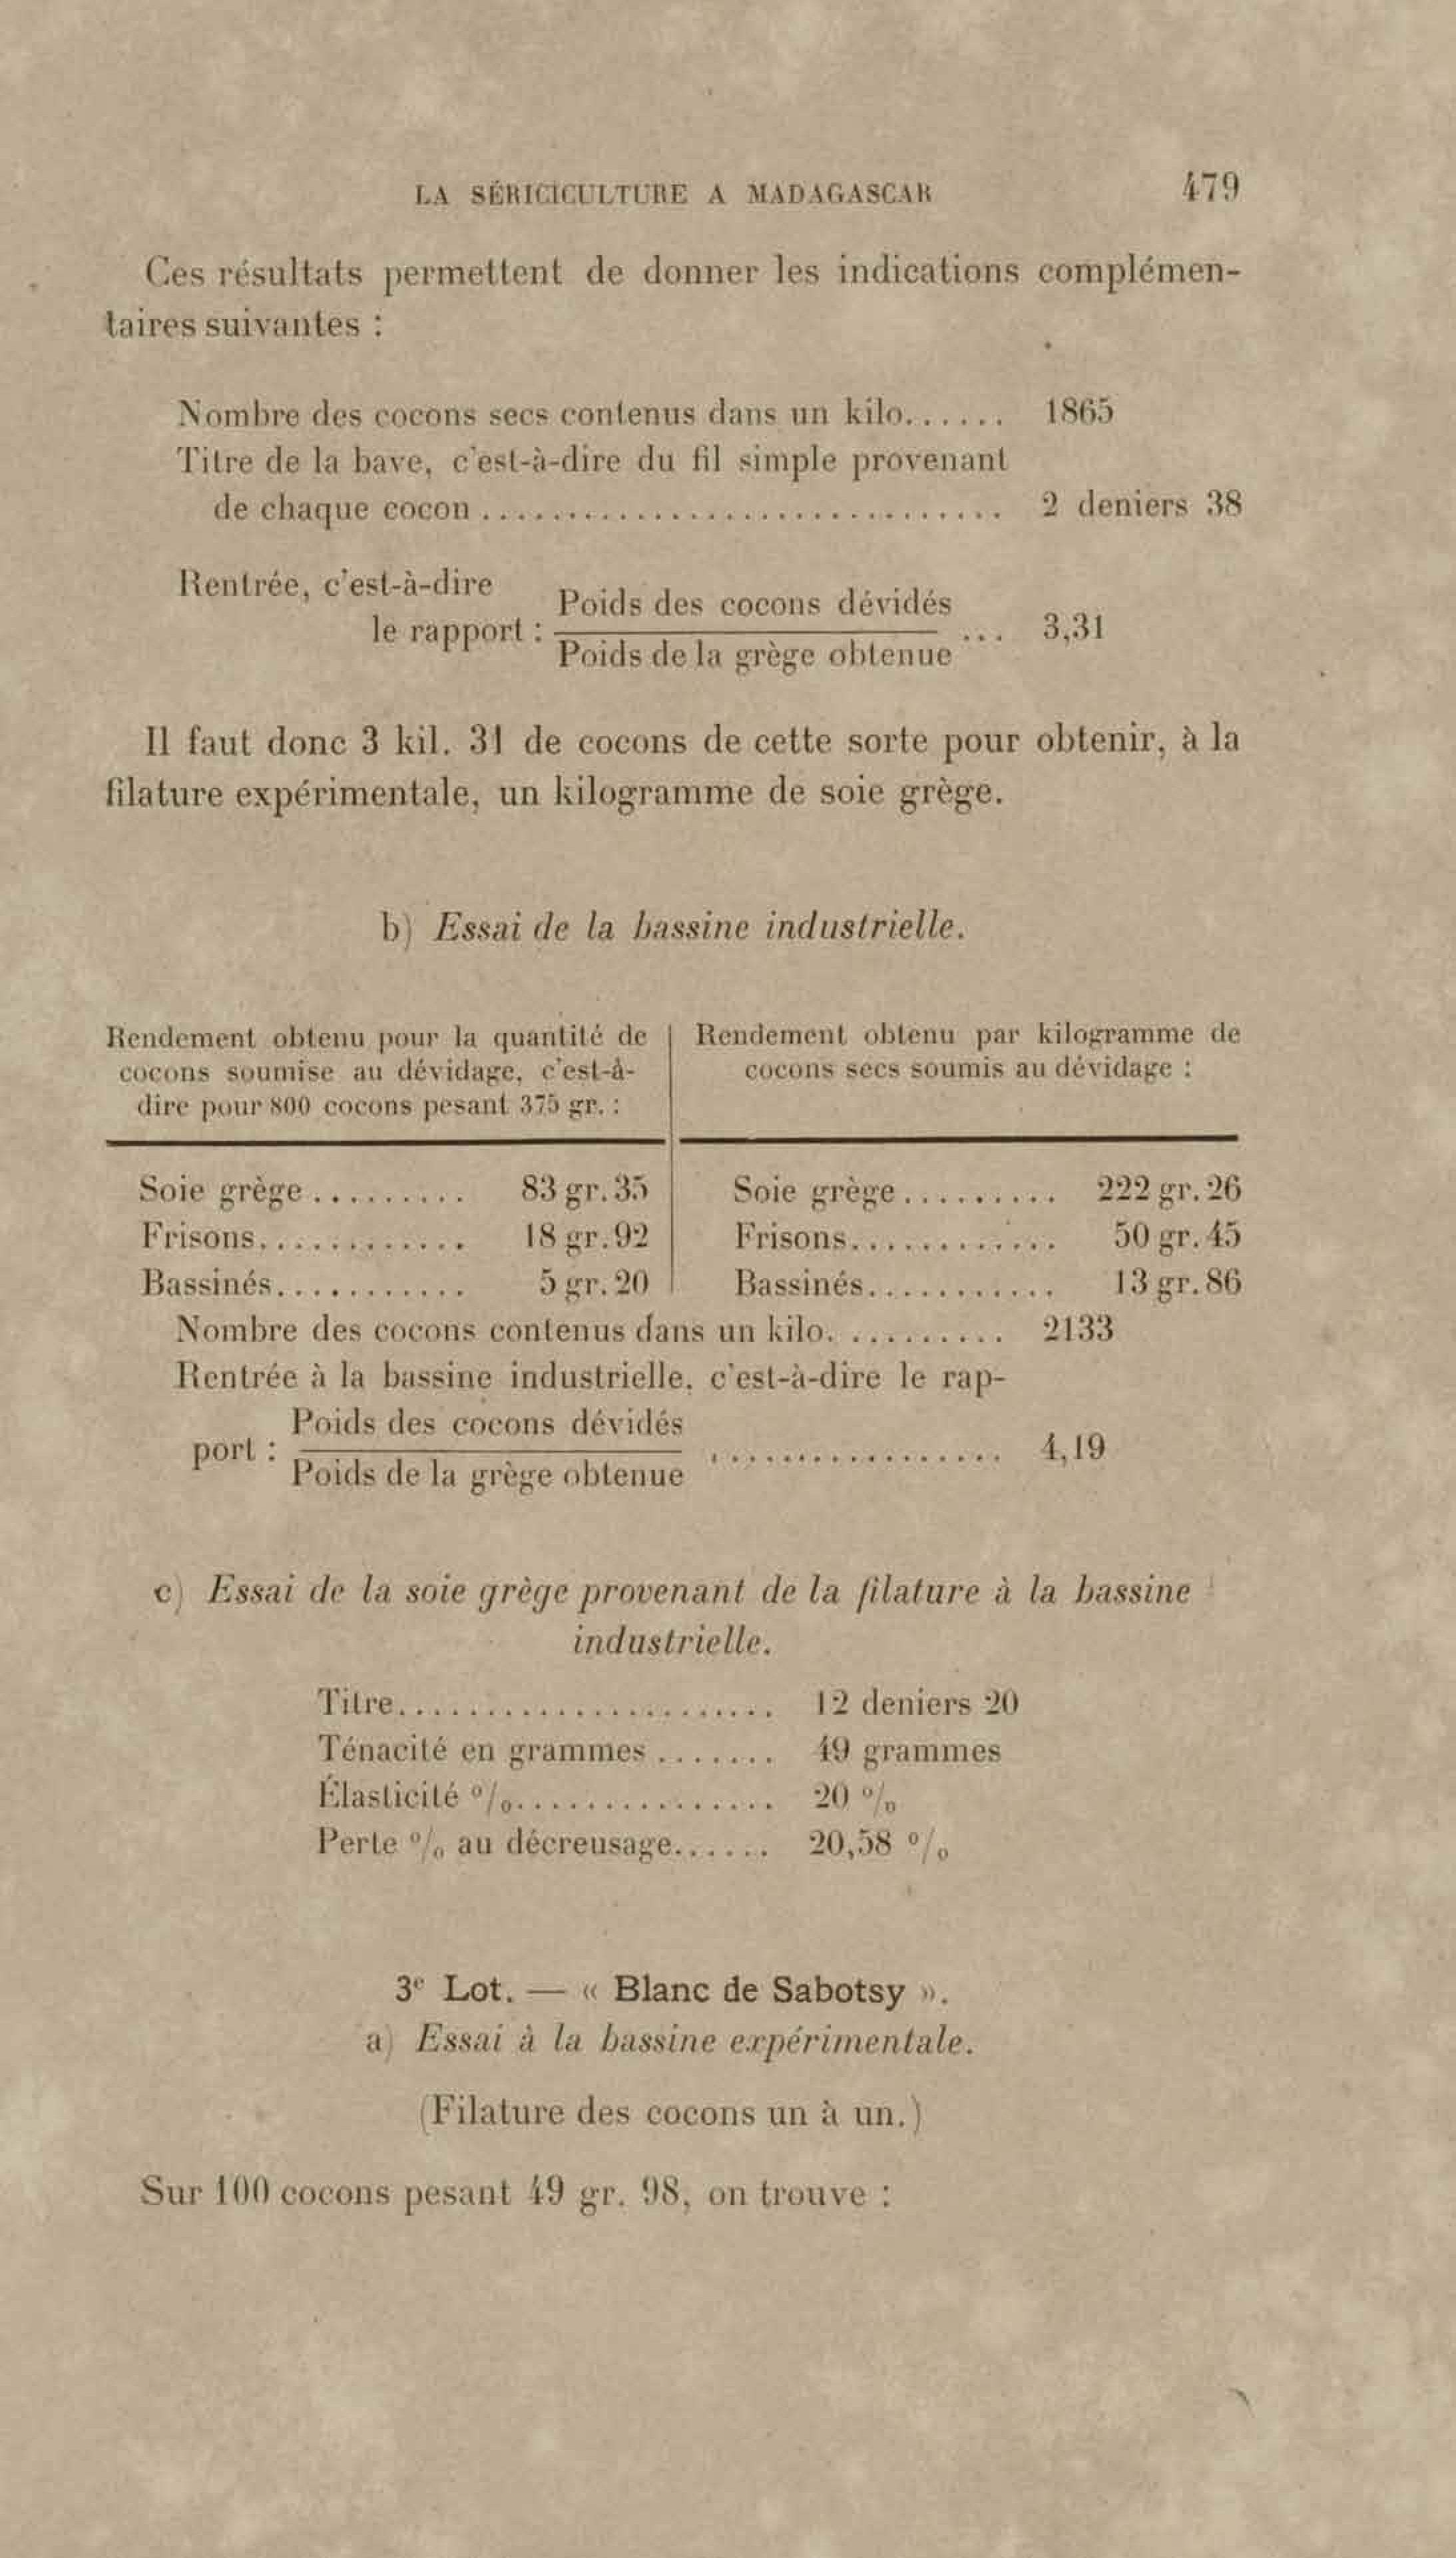 LA SÉRICICULTURE A MADAGASCAR 479
Ces résultats permettent de donner les indications complémen-
taires suivantes :
Nombre des cocons secs contenus dans un kilo...... 1865
Titre de la bave, c'est-à-dire du fil simple provenant
de chaque cocon .............................. 2 deniers 38
Rentrée, c'est-à-dire
le rapport : Poids des cocons dévidés
Poids de la grège obtenue ... 3,31
Il faut donc 3 kil. 31 de cocons de cette sorte pour obtenir, à la
filature expérimentale, un kilogramme de soie grège.
b) Essai de la bassine industrielle.
Rendement obtenu pour la quantité de
cocons soumise au dévidage, c'est-à-
dire pour 800 cocons pesant 375 gr. :
Rendement obtenu par kilogramme de
cocons secs soumis au dévidage :
Soie grège ......... 83 gr. 35 Soie grège ......... 222 gr. 26
Frisons............ 18 gr. 92 Frisons............ 50 gr. 45
Bassinés........... 5 gr. 20 Bassinés........... 13 gr. 86
Nombre des cocons contenus dans un kilo.......... 2133
Rentrée à la bassine industrielle, c'est-à-dire le rap-
port : Poids des cocons dévidés
Poids de la grège obtenue ................. 4,19
c) Essai de la soie grège provenant de la filature à la bassine
industrielle.
Titre...................... 12 deniers 20
Ténacité en grammes ....... 49 grammes
Élasticité %............... 20 %
Perte % au décreusage...... 20,58 %
3e Lot. — « Blanc de Sabotsy ».
a) Essai à la bassine expérimentale.
(Filature des cocons un à un.)
Sur 100 cocons pesant 49 gr. 98, on trouve :